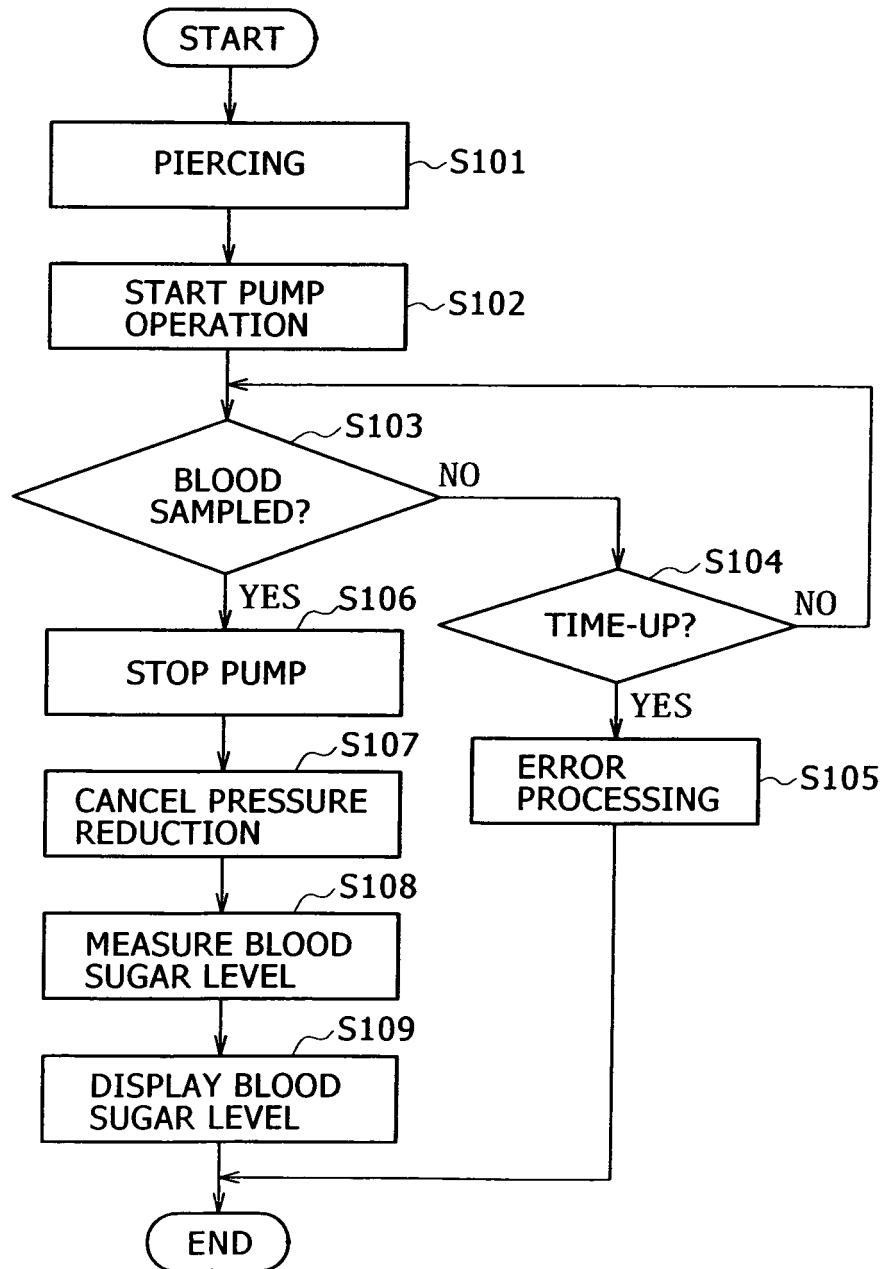 START
PIERCING
S101
START PUMP
OPERATION
S102
S103
BLOOD
SAMPLED?
NO
S104
TIME-UP?
NO
YES
S106
STOP PUMP
YES
S107
ERROR
PROCESSING
S105
CANCEL PRESSURE
REDUCTION
S108
MEASURE BLOOD
SUGAR LEVEL
S109
DISPLAY BLOOD
SUGAR LEVEL
END